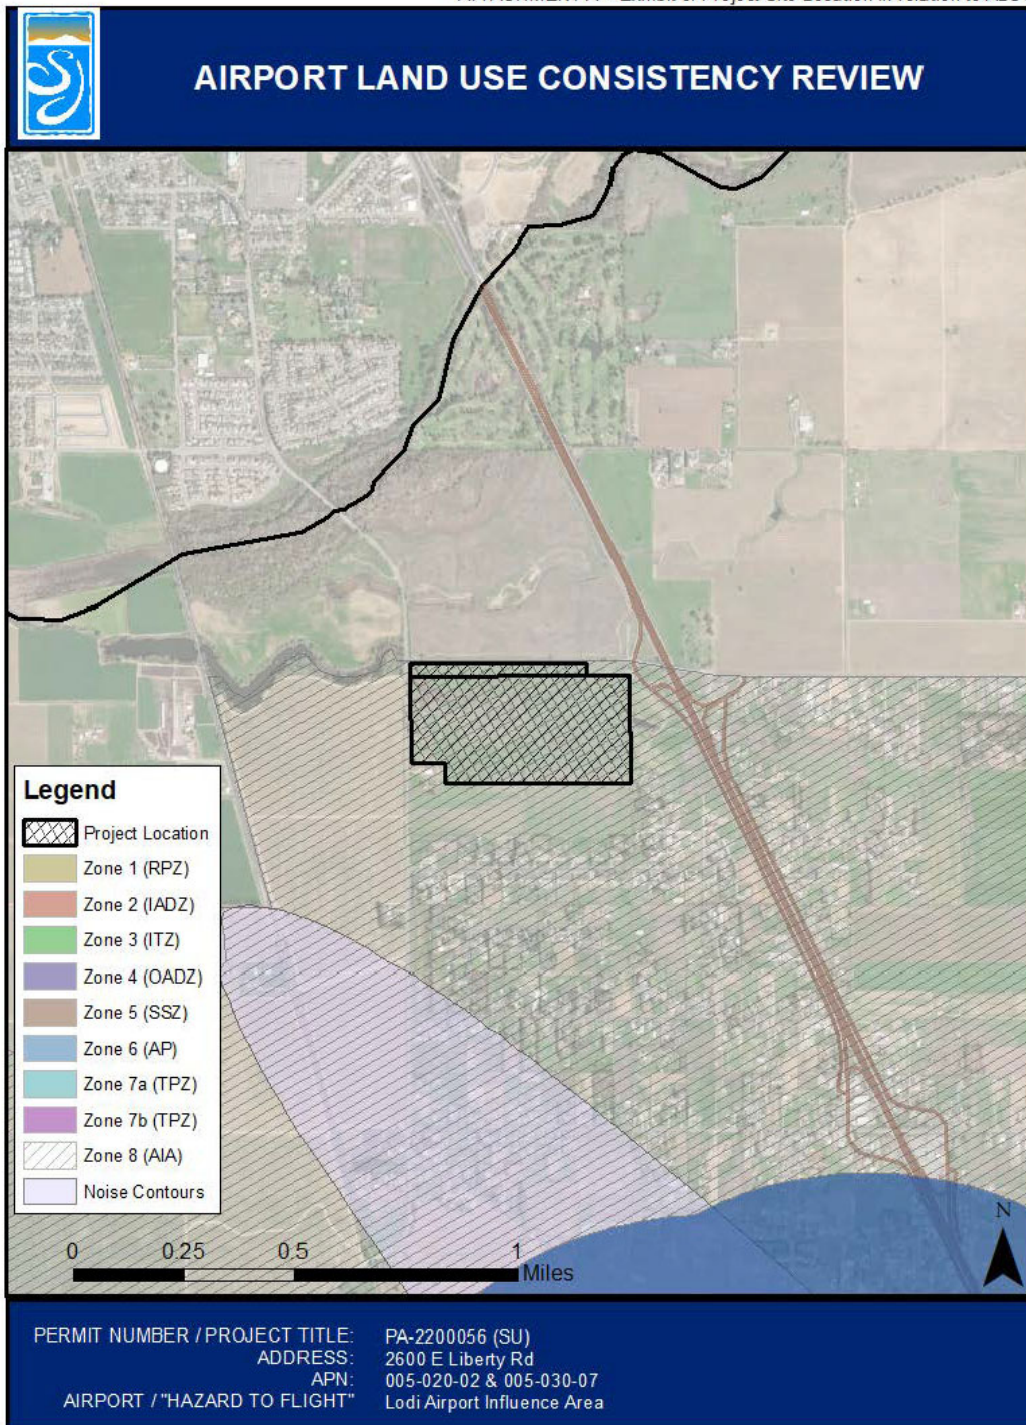 AIRPORT LAND USE CONSISTENCY REVIEW
Legend
Project Location
Zone 1 (RPZ)
Zone 2 (IADZ)
Zone 3 (ITZ)
Zone 4 (OADZ)
Zone 5 (SSZ)
Zone 6 (AP)
Zone 7a (TPZ)
Zone 7b (TPZ)
Zone 8 (AIA)
Noise Contours
0 0.25 0.5 1
Miles
N
PERMIT NUMBER / PROJECT TITLE: PA-2200056 (SU)
ADDRESS: 2600 E Liberty Rd
APN: 005-020-02 & 005-030-07
AIRPORT / "HAZARD TO FLIGHT" Lodi Airport Influence Area